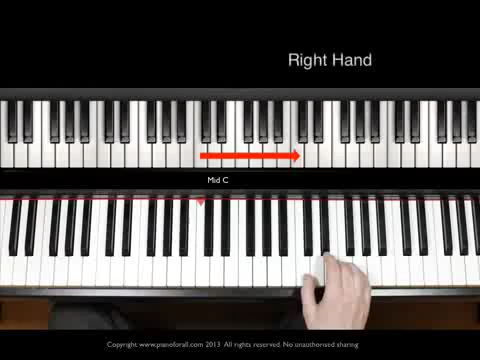 Right Hand
Mid C
Copyright www.pianoforall.com 2013 All rights reserved. No unauthorised sharing